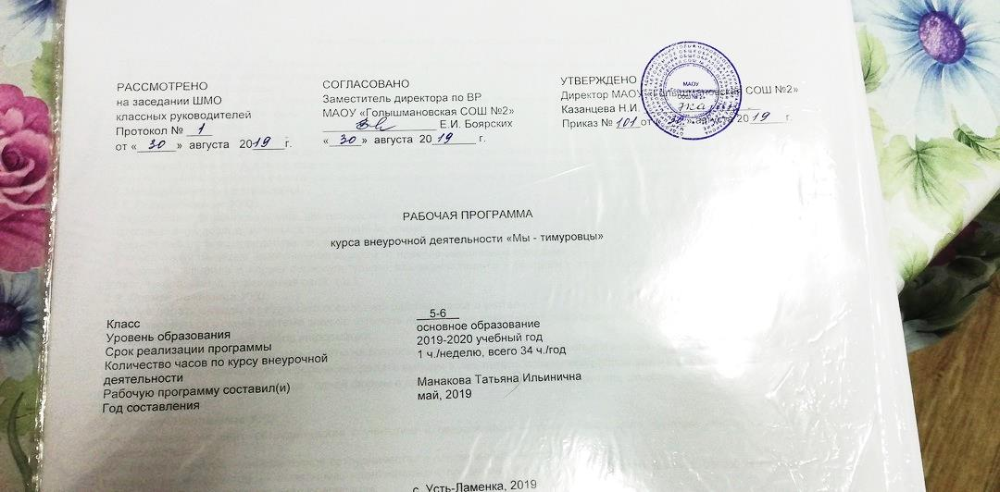 РАССМОТРЕНО
на заседании ШМО
классных руководителей
Протокол № 1
от « 30 » августа 2019 г.
СОГЛАСОВАНО
Заместитель директора по ВР
МАОУ «Голышмановская СОШ №2»
Е.И. Боярских
« 30 » августа 2019 г.
УТВЕРЖДЕНО
Директор МАОУ «Голышмановская СОШ №2»
Казанцева Н.И.
Приказ № 101 от « 30 » августа 2019 г.
МАОУ
РАБОЧАЯ ПРОГРАММА
курса внеурочной деятельности «Мы - тимуровцы»
Класс 5-6
Уровень образования основное образование
Срок реализации программы 2019-2020 учебный год
Количество часов по курсу внеурочной 1 ч./неделю, всего 34 ч./год
деятельности
Рабочую программу составил(и) Манакова Татьяна Ильинична
Год составления май, 2019
с. Усть-Ламенка, 2019